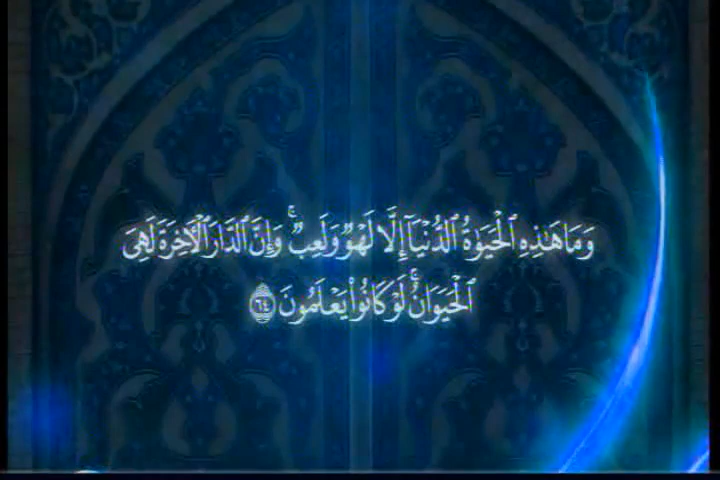 وَمَا هَـٰذِهِ ٱلْحَيَوٰةُ ٱلدُّنْيَآ إِلَّا لَهْوٌ وَلَعِبٌ ۚ وَإِنَّ ٱلدَّارَ ٱلْـَٔاخِرَةَ لَهِىَ
ٱلْحَيَوَانُ ۚ لَوْ كَانُوا۟ يَعْلَمُونَ ٦٤